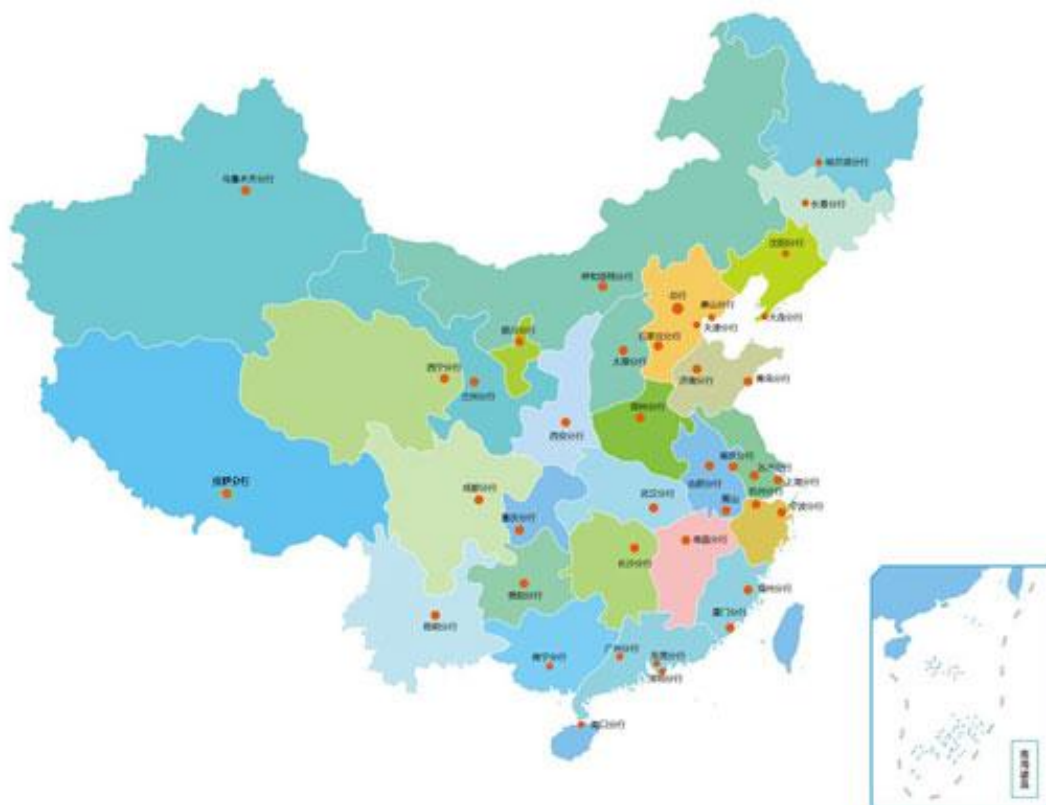 哈尔滨分行
乌鲁木齐分行
长春分行
沈阳分行
呼和浩特分行
总行
唐山分行
大连分行
天津分行
银川分行
石家庄分行
太原分行
西宁分行
兰州分行
济南分行
青岛分行
郑州分行
西安分行
南京分行
合肥分行
上海分行
拉萨分行
成都分行
杭州分行
武汉分行
宁波分行
黄山
重庆分行
南昌分行
长沙分行
贵阳分行
福州分行
昆明分行
厦门分行
广州分行
东莞分行
南宁分行
深圳分行
海口分行
南海诸岛